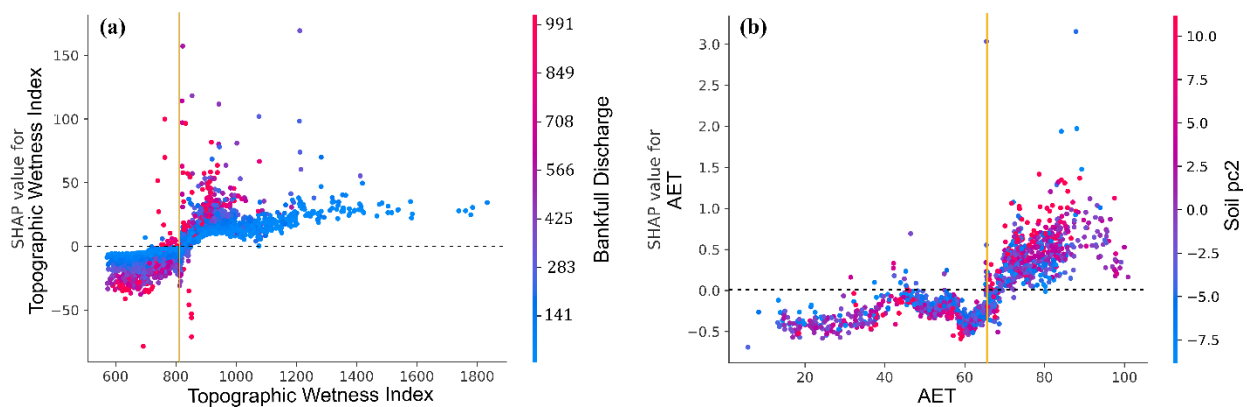 (a)
SHAP value for
Topographic Wetness Index
150
100
50
0
−50
600 800 1000 1200 1400 1600 1800
Topographic Wetness Index
991
849
708
566
425
283
141
Bankfull Discharge
(b)
SHAP value for
AET
3.0
2.5
2.0
1.5
1.0
0.5
0.0
−0.5
20 40 60 80 100
AET
10.0
7.5
5.0
2.5
0.0
−2.5
−5.0
−7.5
Soil pc2